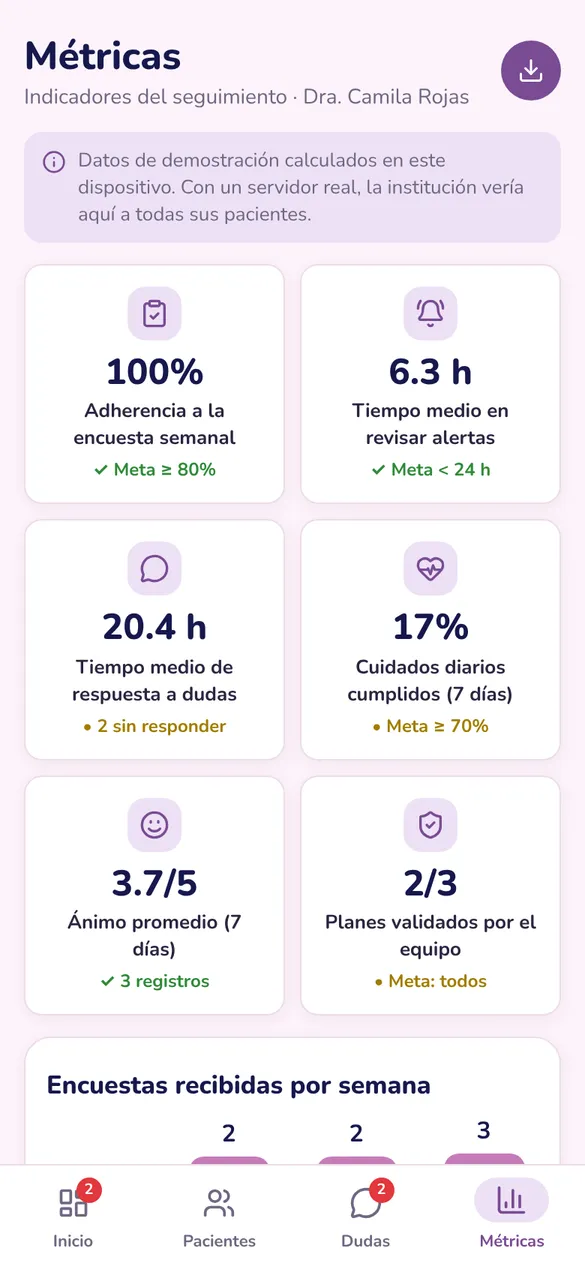 Métricas
Indicadores del seguimiento · Dra. Camila Rojas
Datos de demostración calculados en este
dispositivo. Con un servidor real, la institución vería
aquí a todas sus pacientes.
100%
Adherencia a la
encuesta semanal
✓ Meta ≥ 80%
6.3 h
Tiempo medio en
revisar alertas
✓ Meta < 24 h
20.4 h
Tiempo medio de
respuesta a dudas
• 2 sin responder
17%
Cuidados diarios
cumplidos (7 días)
• Meta ≥ 70%
3.7/5
Ánimo promedio (7
días)
✓ 3 registros
2/3
Planes validados por el
equipo
• Meta: todos
Encuestas recibidas por semana
2 2 3
2 2
Inicio Pacientes Dudas Métricas